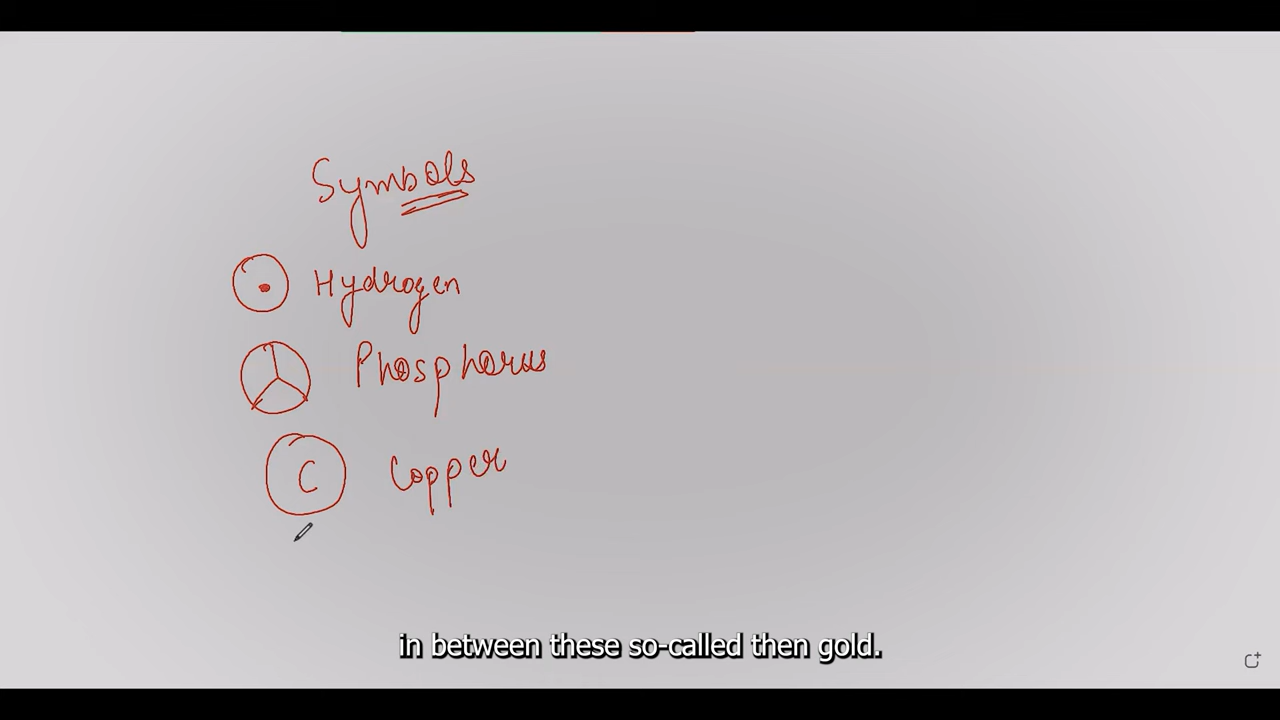 Symbols
Hydrogen
Phosphorus
C Copper
in between these so-called then gold.